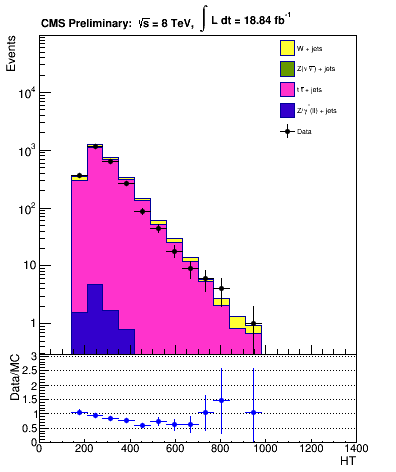 CMS Preliminary: √s = 8 TeV, ∫ L dt = 18.84 fb⁻¹
Events
W + jets
Z(ν ν̅) + jets
t t̅ + jets
Z/γ*(ll) + jets
Data
10⁴
10³
10²
10
1
Data/MC
3
2.5
2
1.5
1
0.5
0
0 200 400 600 800 1000 1200 1400
HT